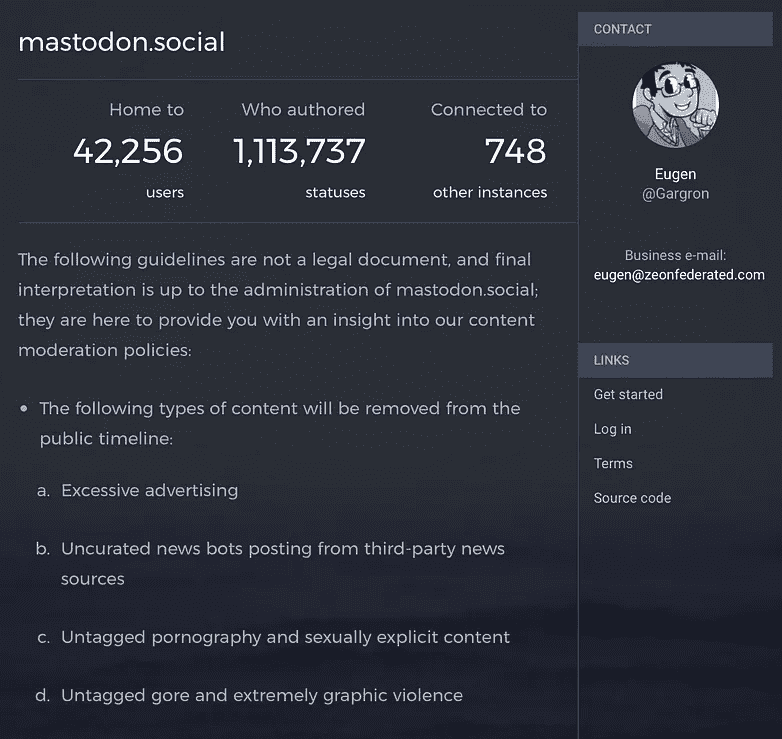 mastodon.social
Home to
42,256
users
Who authored
1,113,737
statuses
Connected to
748
other instances
The following guidelines are not a legal document, and final
interpretation is up to the administration of mastodon.social;
they are here to provide you with an insight into our content
moderation policies:
• The following types of content will be removed from the
public timeline:
a. Excessive advertising
b. Uncurated news bots posting from third-party news
sources
c. Untagged pornography and sexually explicit content
d. Untagged gore and extremely graphic violence
CONTACT
Eugen
@Gargron
Business e-mail:
eugen@zeonfederated.com
LINKS
Get started
Log in
Terms
Source code